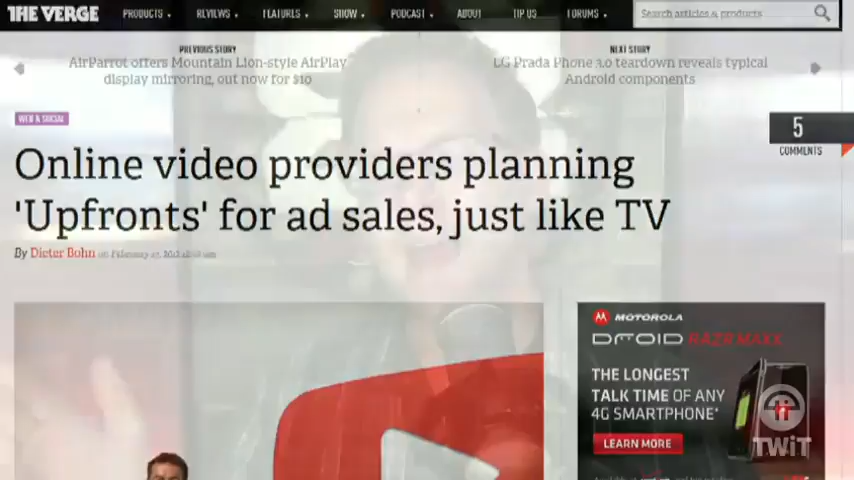 THE VERGE PRODUCTS REVIEWS FEATURES SHOW PODCAST ABOUT TIP US FORUMS Search articles & products
PREVIOUS STORY
AirParrot offers Mountain Lion-style AirPlay
display mirroring, out now for $10
NEXT STORY
LG Prada Phone 3.0 teardown reveals typical
Android components
WEB & SOCIAL
5
COMMENTS
Online video providers planning
'Upfronts' for ad sales, just like TV
By Dieter Bohn on February
MOTOROLA
DROID RAZR MAXX
THE LONGEST
TALK TIME OF ANY
4G SMARTPHONE*
LEARN MORE
TWiT